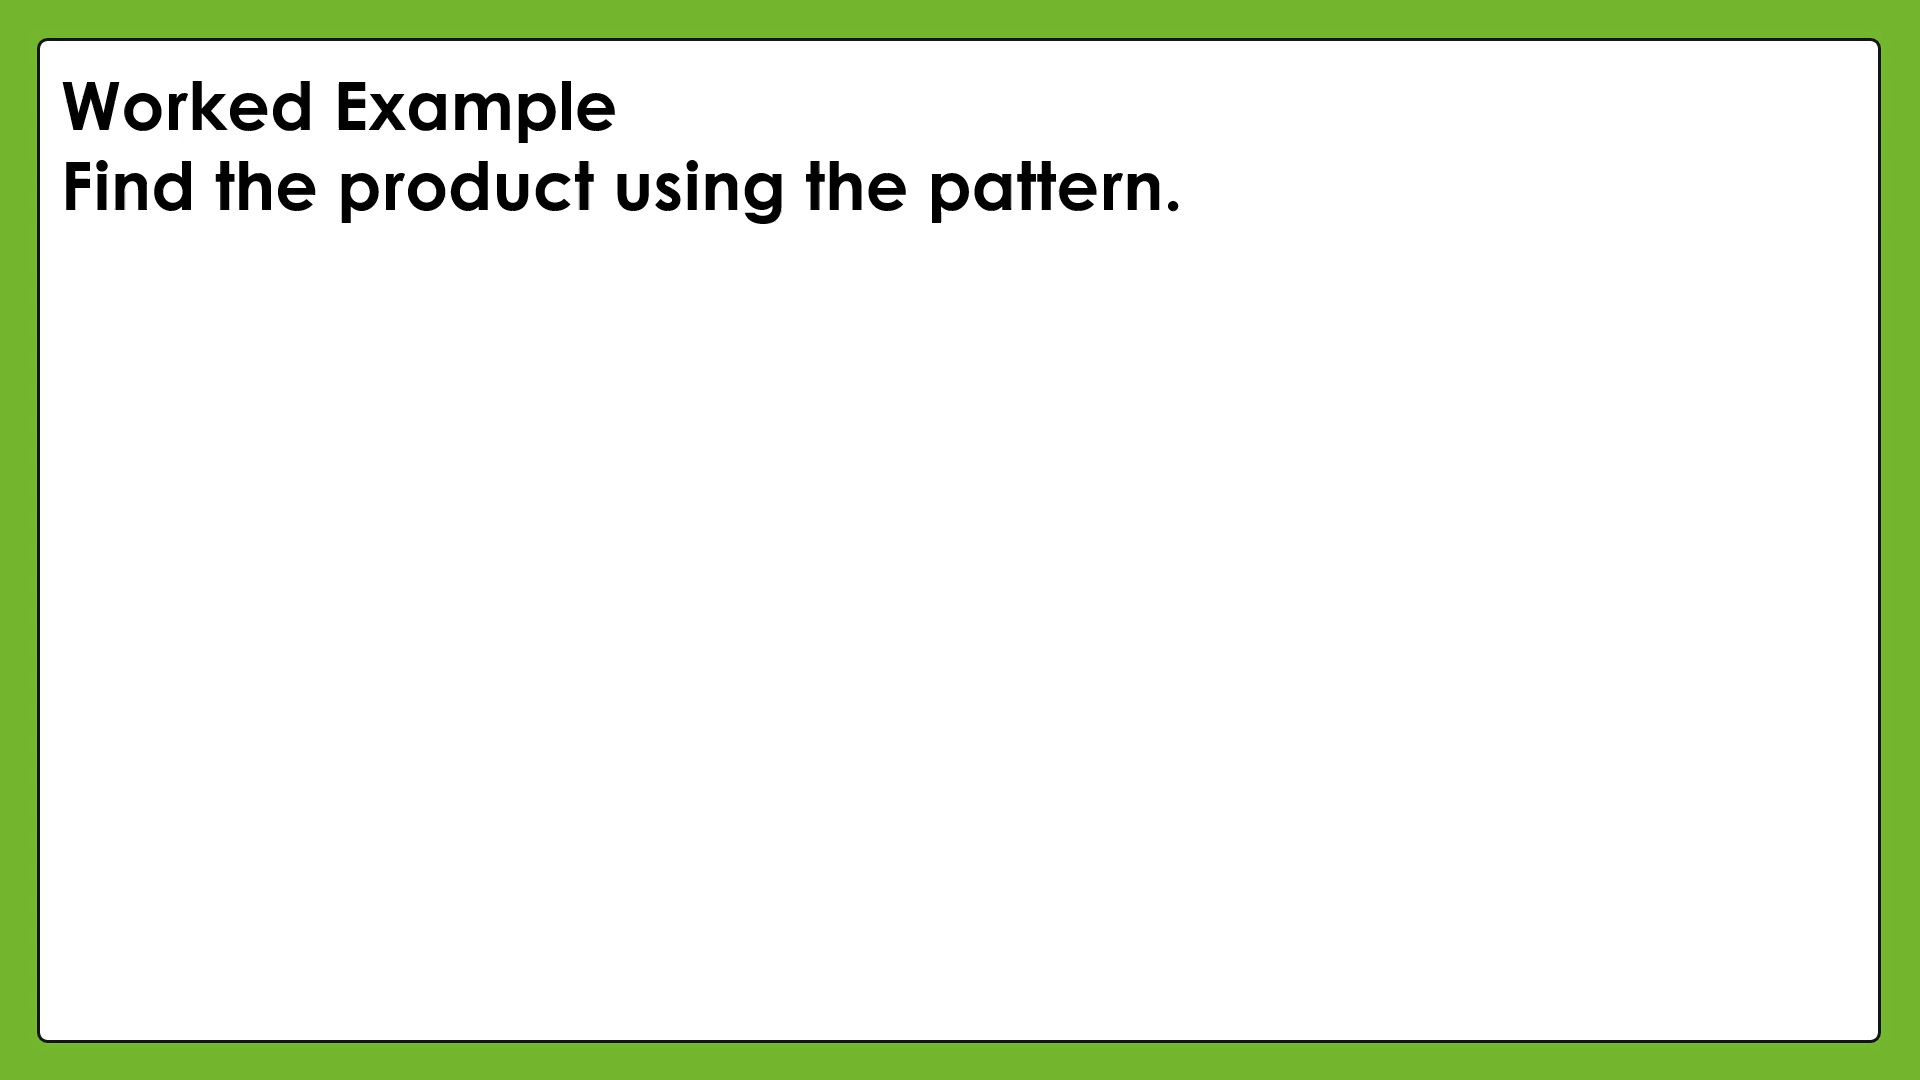 Worked Example
Find the product using the pattern.